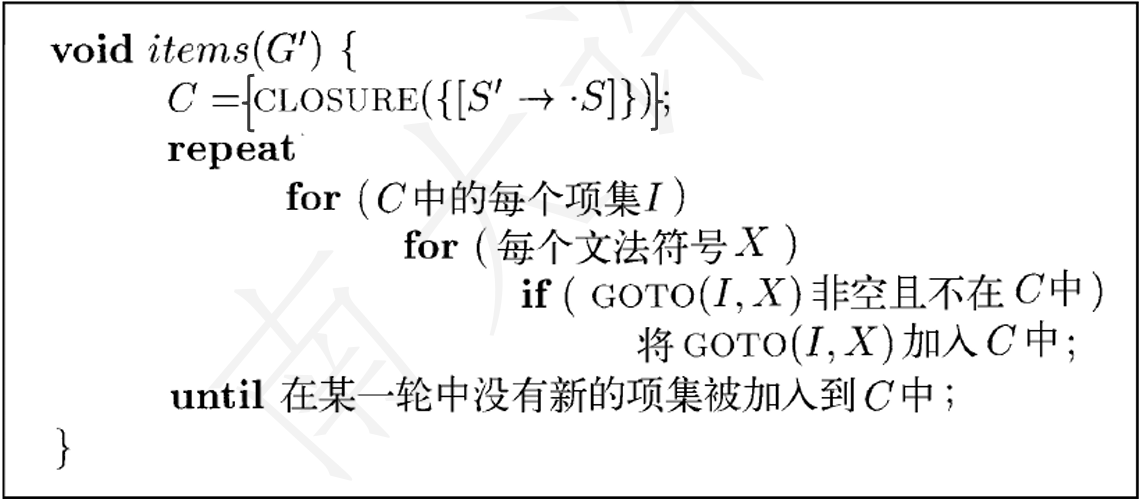 void items(G′) {
C = {CLOSURE({[S′ → ·S]})};
repeat
for ( C 中的每个项集 I )
for ( 每个文法符号 X )
if ( GOTO(I, X) 非空且不在 C 中 )
将 GOTO(I, X) 加入 C 中 ;
until 在某一轮中没有新的项集被加入到 C 中 ;
}